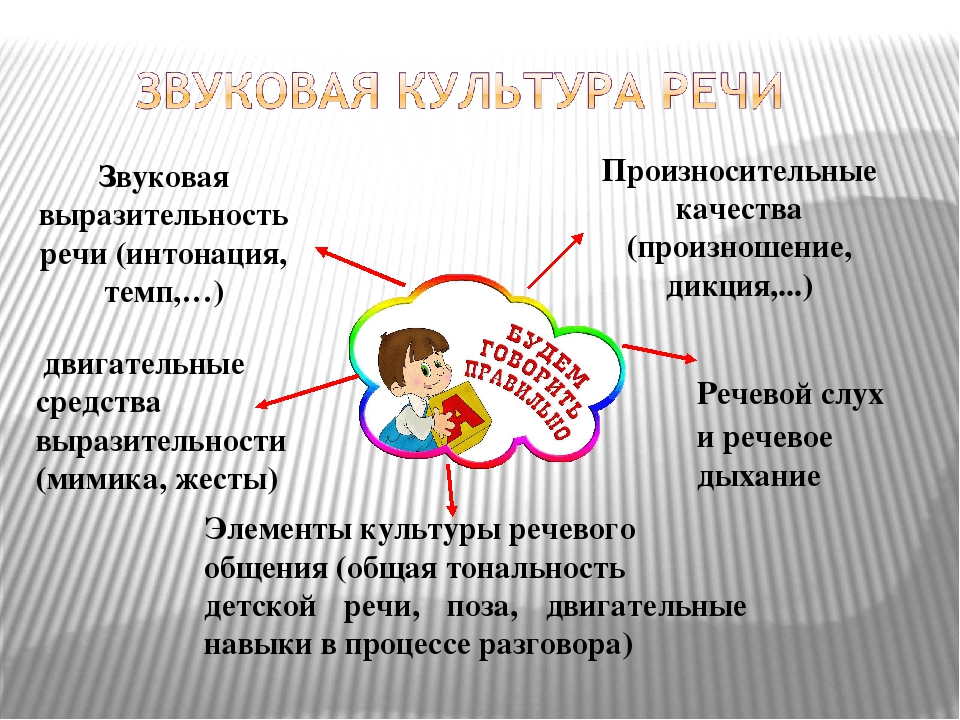 ЗВУКОВАЯ КУЛЬТУРА РЕЧИ
Звуковая
выразительность
речи (интонация,
темп,…)
Произносительные
качества
(произношение,
дикция,...)
БУДЕМ
ГОВОРИТЬ
ПРАВИЛЬНО
А
двигательные
средства
выразительности
(мимика, жесты)
Речевой слух
и речевое
дыхание
Элементы культуры речевого
общения (общая тональность
детской речи, поза, двигательные
навыки в процессе разговора)